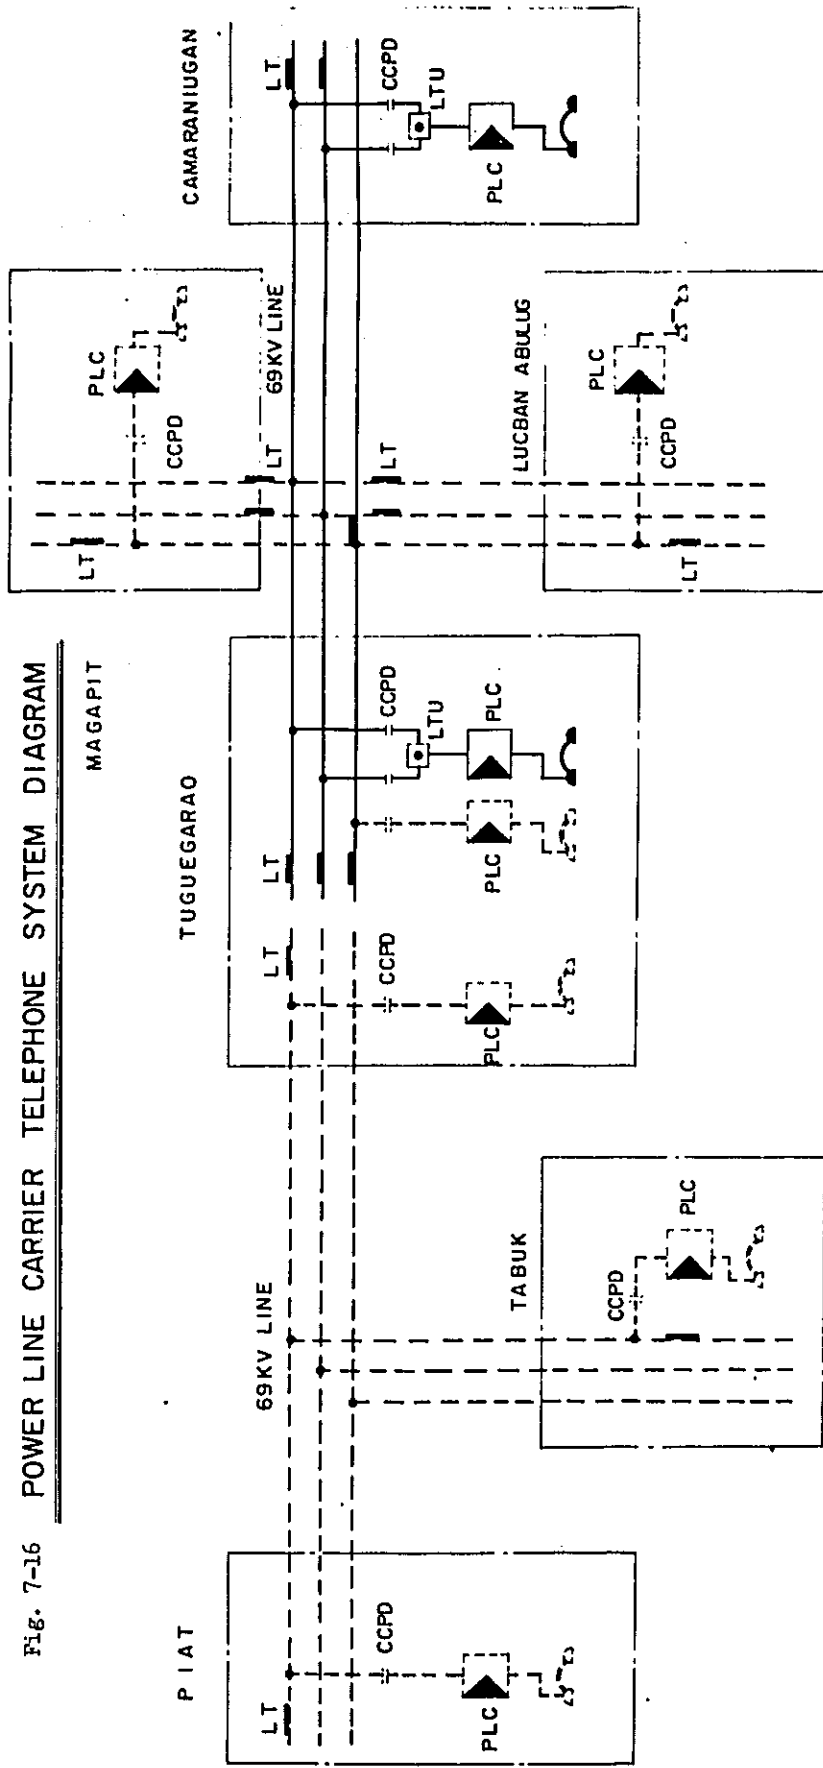 Fig. 7-16 POWER LINE CARRIER TELEPHONE SYSTEM DIAGRAM
PIAT
LT
CCPD
PLC
69KV LINE
TABUK
CCPD
PLC
TUGUEGARAO
LT
CCPD
PLC
LT
PLC
CCPD
LTU
PLC
MAGAPIT
LT
PLC
CCPD
LT
69KV LINE
LT
LUCBAN ABULUG
PLC
CCPD
LT
CAMARANIUGAN
LT
CCPD
LTU
PLC